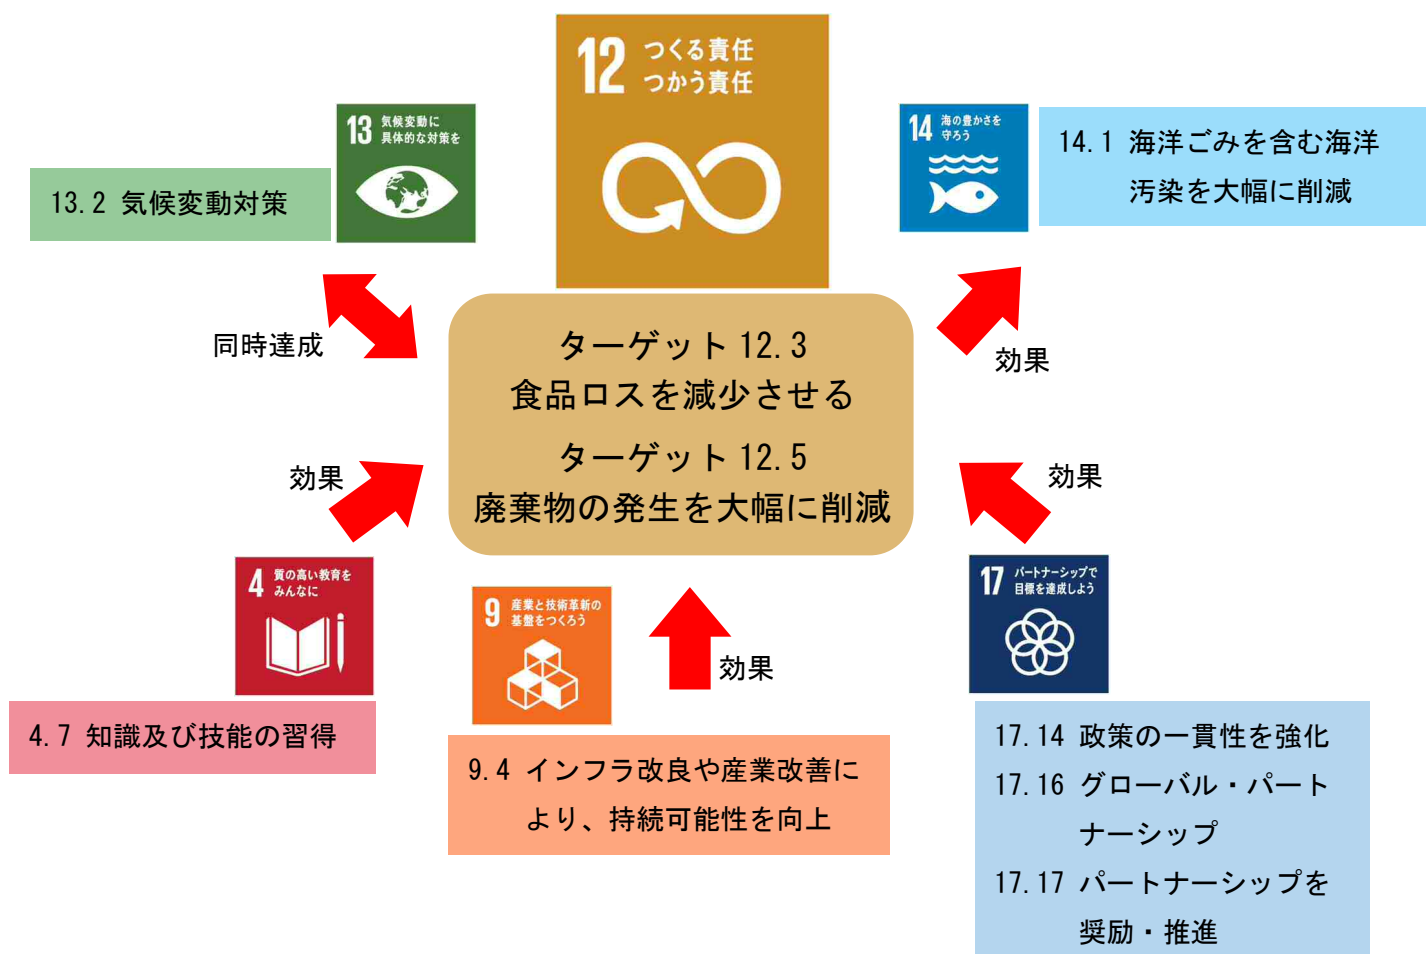 12 つくる責任
つかう責任
13 気候変動に
具体的な対策を
13.2 気候変動対策
14 海の豊かさを
守ろう
14.1 海洋ごみを含む海洋
汚染を大幅に削減
同時達成
効果
ターゲット 12.3
食品ロスを減少させる
ターゲット 12.5
廃棄物の発生を大幅に削減
効果
効果
4 質の高い教育を
みんなに
4.7 知識及び技能の習得
9 産業と技術革新の
基盤をつくろう
効果
9.4 インフラ改良や産業改善に
より、持続可能性を向上
17 パートナーシップで
目標を達成しよう
17.14 政策の一貫性を強化
17.16 グローバル・パート
ナーシップ
17.17 パートナーシップを
奨励・推進